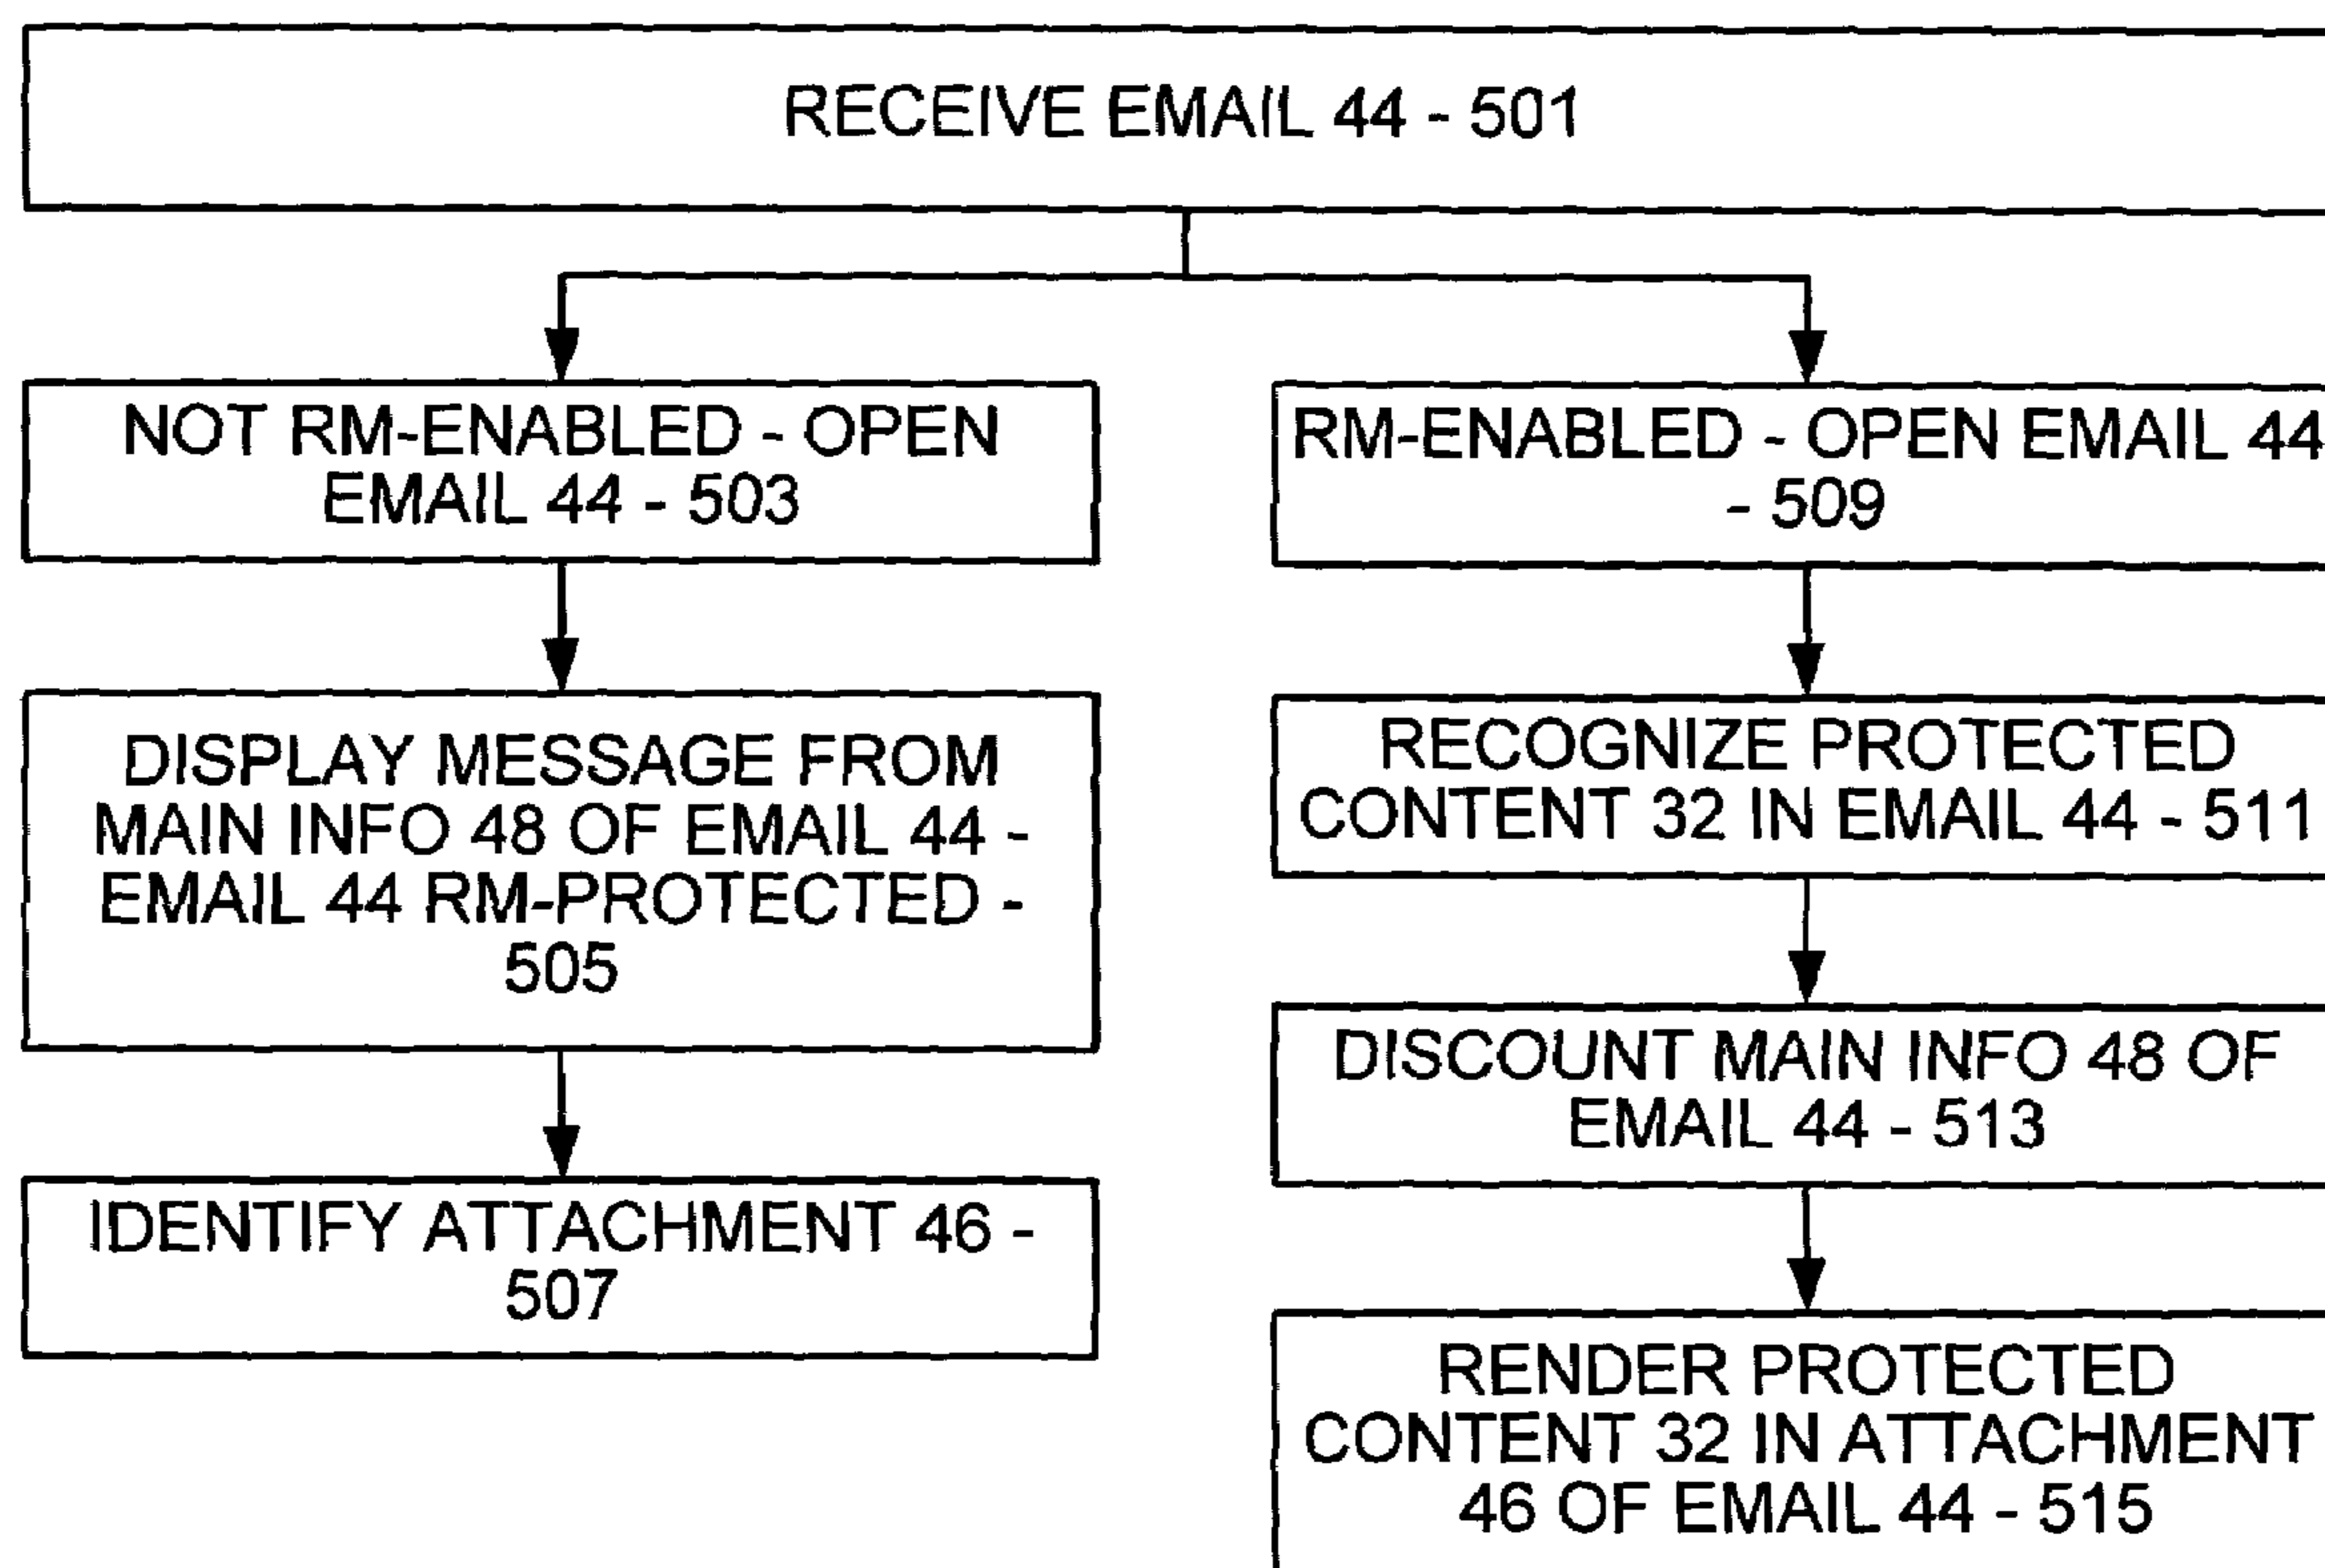 RECEIVE EMAIL 44 - 501
NOT RM-ENABLED - OPEN
EMAIL 44 - 503
DISPLAY MESSAGE FROM
MAIN INFO 48 OF EMAIL 44 -
EMAIL 44 RM-PROTECTED -
505
IDENTIFY ATTACHMENT 46 -
507
RM-ENABLED - OPEN EMAIL 44
- 509
RECOGNIZE PROTECTED
CONTENT 32 IN EMAIL 44 - 511
DISCOUNT MAIN INFO 48 OF
EMAIL 44 - 513
RENDER PROTECTED
CONTENT 32 IN ATTACHMENT
46 OF EMAIL 44 - 515